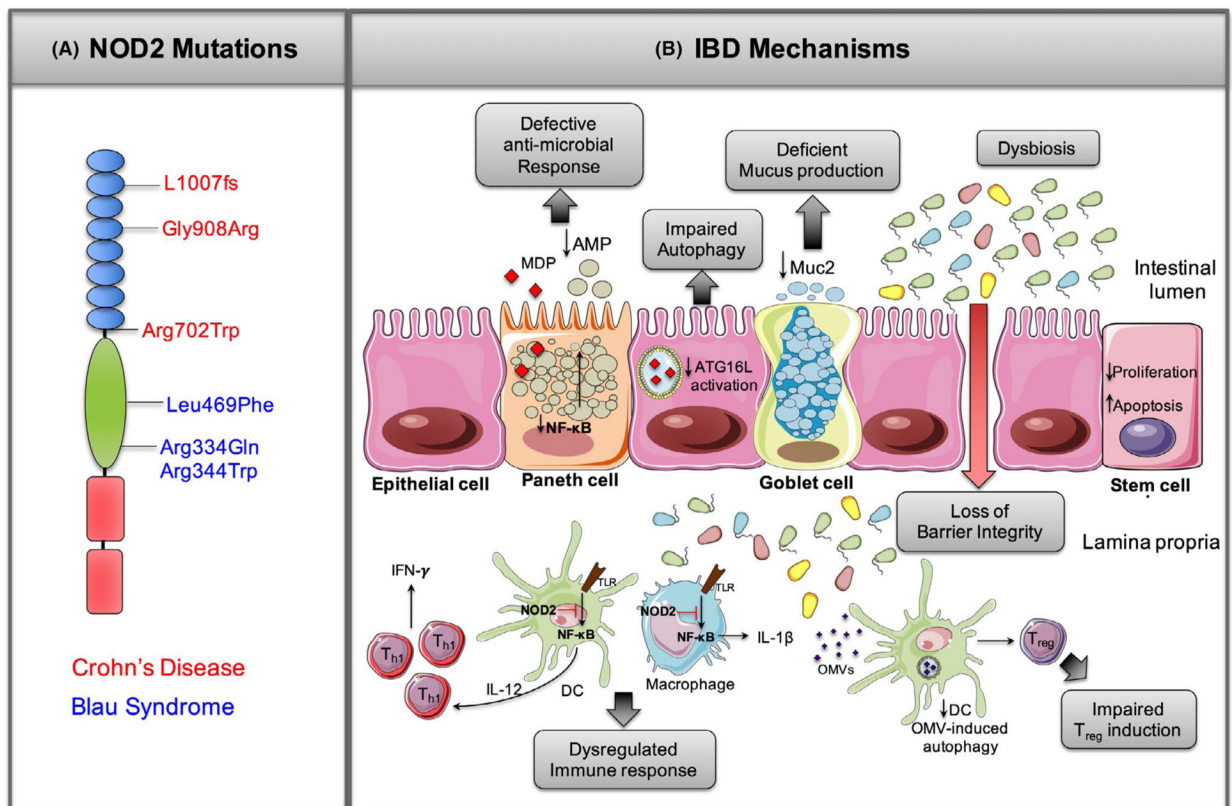 (A) NOD2 Mutations
L1007fs
Gly908Arg
Arg702Trp
Leu469Phe
Arg334Gln
Arg344Trp
Crohn's Disease
Blau Syndrome
(B) IBD Mechanisms
Defective
anti-microbial
Response
Deficient
Mucus production
Dysbiosis
Impaired
Autophagy
↓AMP
MDP
↓Muc2
Intestinal
lumen
↓ATG16L
activation
↓NF-κB
↓Proliferation
↑Apoptosis
Epithelial cell
Paneth cell
Goblet cell
Stem cell
Loss of
Barrier Integrity
Lamina propria
IFN-γ
Th1
Th1
Th1
IL-12
TLR
NOD2
NF-κB
DC
TLR
NOD2
NF-κB
IL-1β
Macrophage
OMVs
↓DC
OMV-induced
autophagy
Treg
Impaired
Treg induction
Dysregulated
Immune response